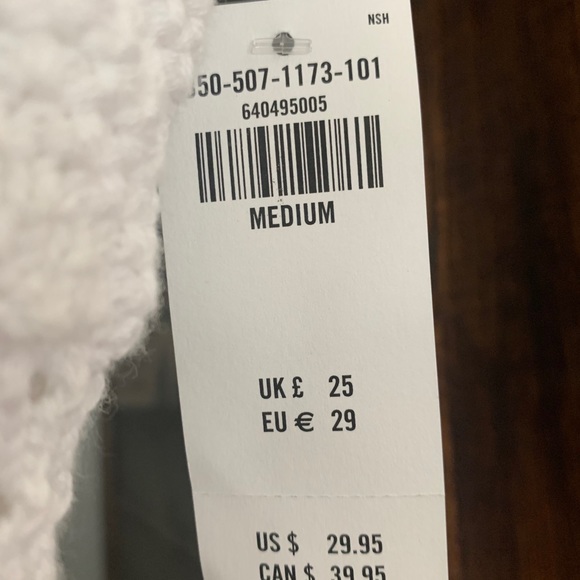 NSH
50-507-1173-101
640495005
MEDIUM
UK £ 25
EU € 29
US $ 29.95
CAN $ 39.95